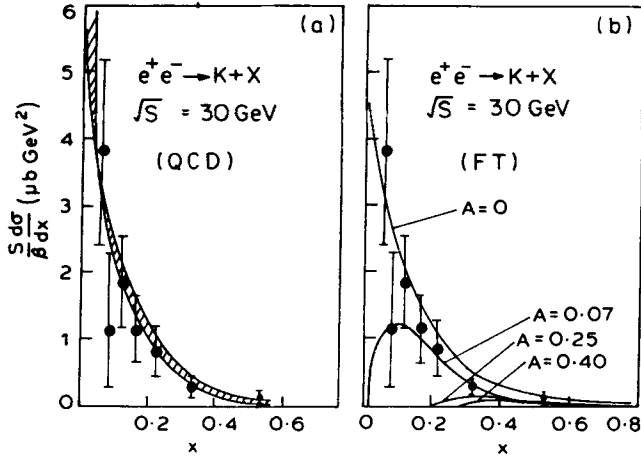 (a)
e⁺ e⁻ → K + X
√S = 30 GeV
(QCD)
S/β dσ/dx (μb GeV²)
6
5
4
3
2
1
0
0·2
0·4
0·6
x
(b)
e⁺ e⁻ → K + X
√S = 30 GeV
(FT)
A = 0
A = 0·07
A = 0·25
A = 0·40
0
0·2
0·4
0·6
0·8
x